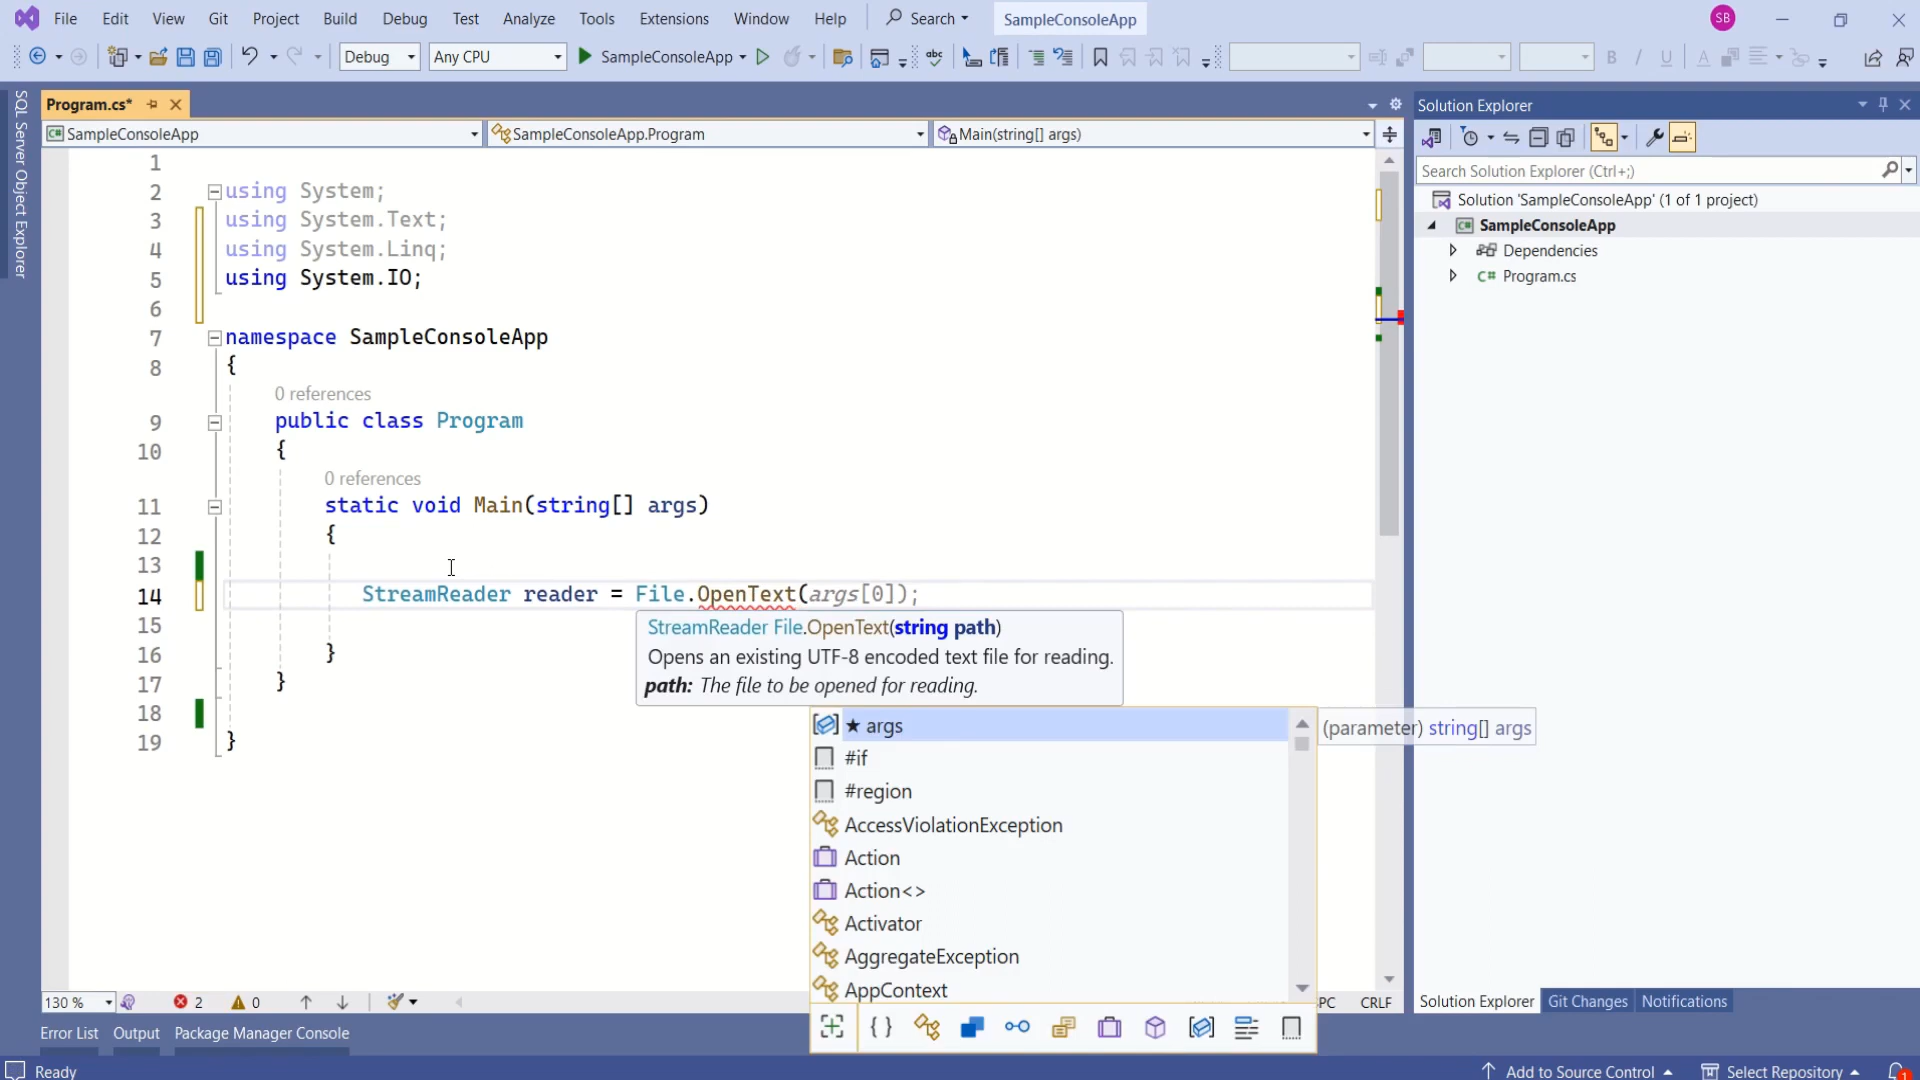 File Edit View Git Project Build Debug Test Analyze Tools Extensions Window Help Search SampleConsoleApp SB
Debug Any CPU SampleConsoleApp
SQL Server Object Explorer
Program.cs*
SampleConsoleApp SampleConsoleApp.Program Main(string[] args)
1
2 using System;
3 using System.Text;
4 using System.Linq;
5 using System.IO;
6
7 namespace SampleConsoleApp
8 {
0 references
9 public class Program
10 {
0 references
11 static void Main(string[] args)
12 {
13
14 StreamReader reader = File.OpenText(args[0]);
15
16 }
17 }
18
19 }
StreamReader File.OpenText(string path)
Opens an existing UTF-8 encoded text file for reading.
path: The file to be opened for reading.
★ args
(parameter) string[] args
#if
#region
AccessViolationException
Action
Action<>
Activator
AggregateException
AppContext
Solution Explorer
Search Solution Explorer (Ctrl+;)
Solution 'SampleConsoleApp' (1 of 1 project)
SampleConsoleApp
Dependencies
C# Program.cs
130 % 2 0 PC CRLF
Solution Explorer Git Changes Notifications
Error List Output Package Manager Console
Ready Add to Source Control Select Repository 1